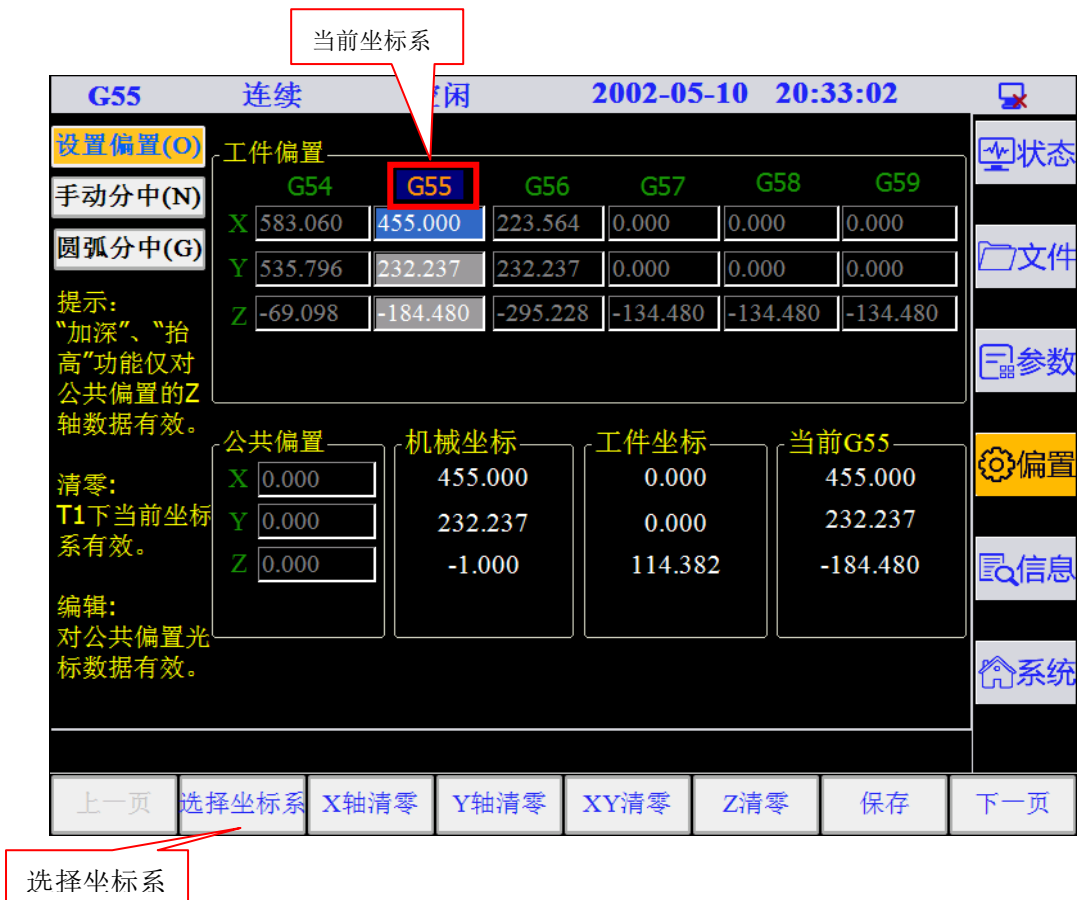 当前坐标系
G55 连续 闲 2002-05-10 20:33:02
设置偏置(O)
手动分中(N)
圆弧分中(G)
提示:
“加深”、“抬
高”功能仅对
公共偏置的Z
轴数据有效。
清零:
T1下当前坐标
系有效。
编辑:
对公共偏置光
标数据有效。
工件偏置
G54 G55 G56 G57 G58 G59
X 583.060 455.000 223.564 0.000 0.000 0.000
Y 535.796 232.237 232.237 0.000 0.000 0.000
Z -69.098 -184.480 -295.228 -134.480 -134.480 -134.480
公共偏置
X 0.000
Y 0.000
Z 0.000
机械坐标
455.000
232.237
-1.000
工件坐标
0.000
0.000
114.382
当前G55
455.000
232.237
-184.480
状态
文件
参数
偏置
信息
系统
上一页 选择坐标系 X轴清零 Y轴清零 XY清零 Z清零 保存 下一页
选择坐标系